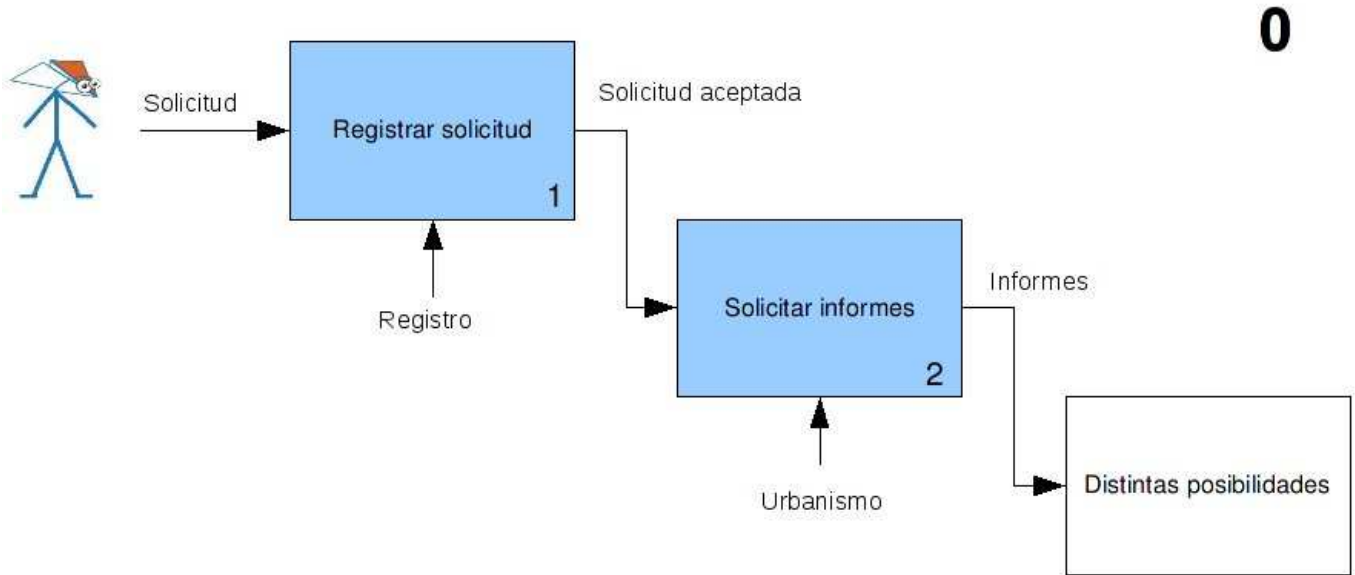 0
Solicitud
Registrar solicitud
1
Solicitud aceptada
Registro
Solicitar informes
2
Informes
Urbanismo
Distintas posibilidades